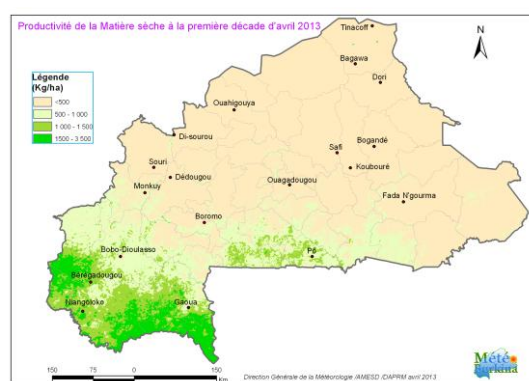 Productivité de la Matière sèche à la première décade d'avril 2013
Tinacoff
N
Bagawa
Dori
Légende
(Kg/ha)
<500
500 - 1 000
1 000 - 1 500
1500 - 3 500
Ouahigouya
Di-sourou
Safi
Bogandé
Souri
Koubouré
Dédougou
Ouagadougou
Monkuy
Fada N'gourma
Boromo
Bobo-Dioulasso
Pô
Bérégadougou
Niangoloko
Gaoua
Météo
Burkina
150 75 0 150
Km
Direction Générale de la Météorologie /AMESD /DAPRM avril 2013